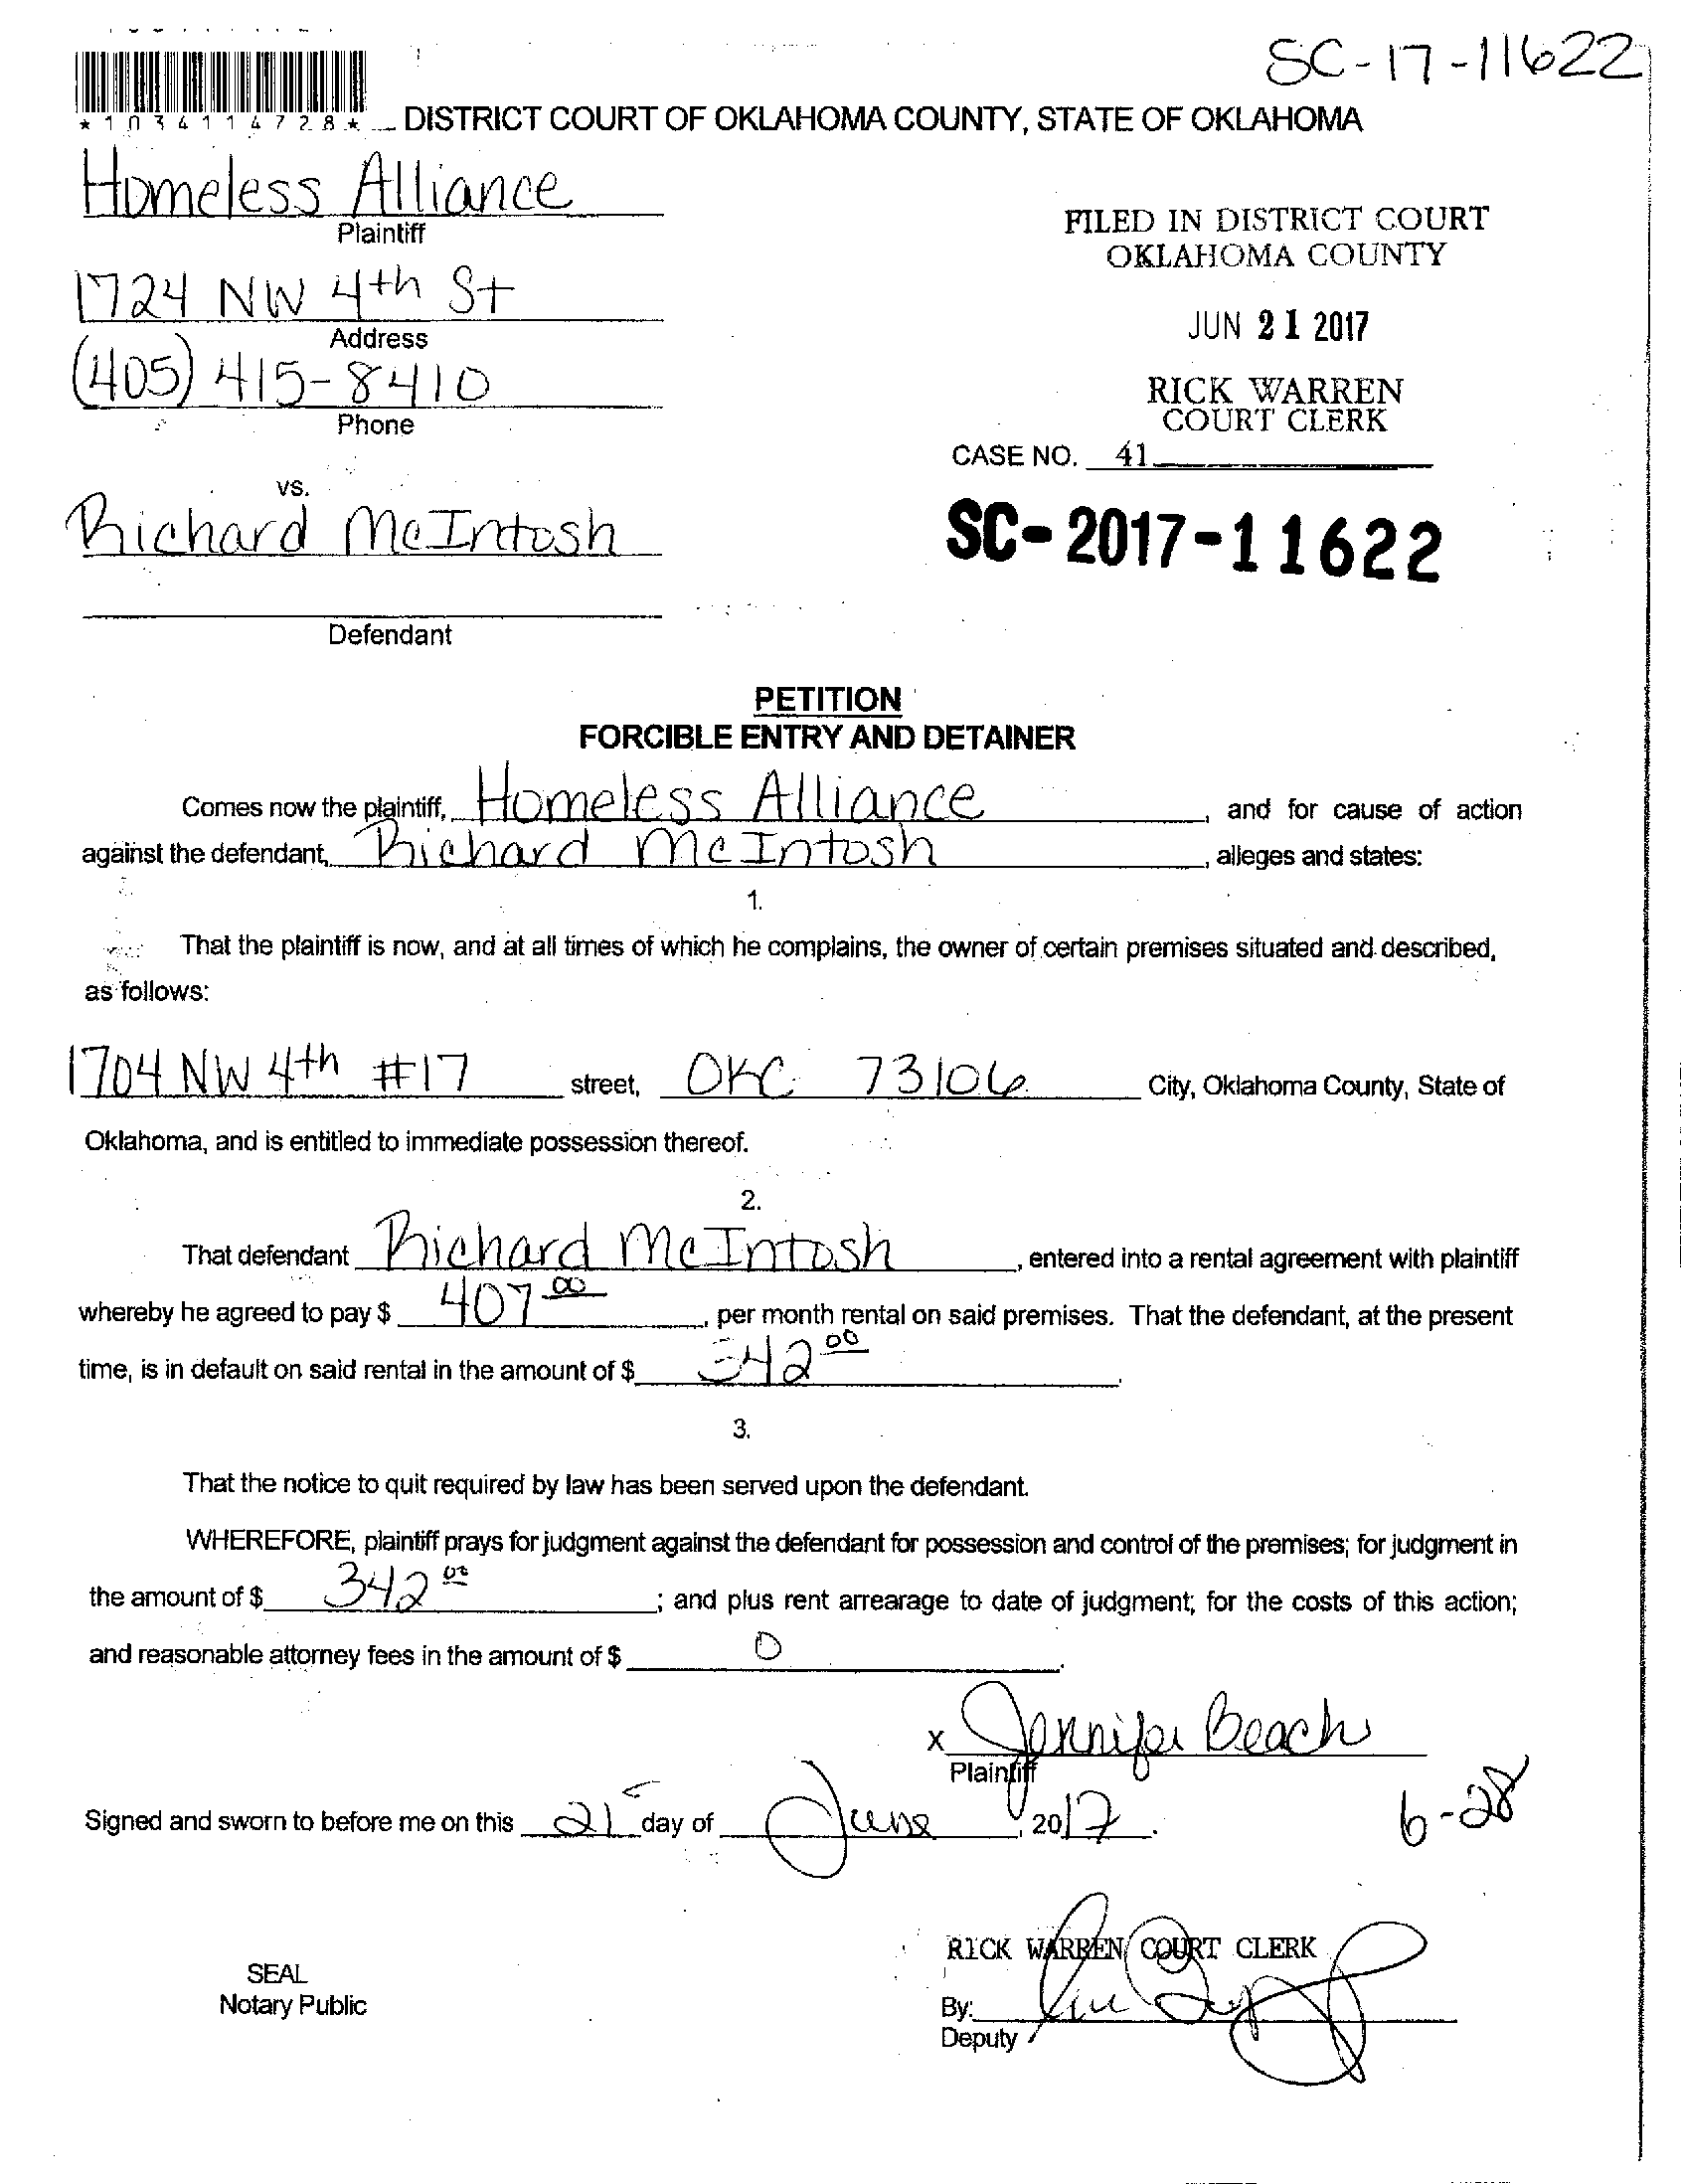 SC-17-11622
*1034114728*
DISTRICT COURT OF OKLAHOMA COUNTY, STATE OF OKLAHOMA
Homeless Alliance
Plaintiff
1724 NW 4th St
Address
(405) 415-8410
Phone
FILED IN DISTRICT COURT
OKLAHOMA COUNTY
JUN 21 2017
RICK WARREN
COURT CLERK
CASE NO. 41
SC-2017-11622
vs.
Richard McIntosh
Defendant
PETITION
FORCIBLE ENTRY AND DETAINER
Comes now the plaintiff, Homeless Alliance, and for cause of action
against the defendant, Richard McIntosh, alleges and states:
1.
That the plaintiff is now, and at all times of which he complains, the owner of certain premises situated and described,
as follows:
1704 NW 4th #17 street, OKC 73106 City, Oklahoma County, State of
Oklahoma, and is entitled to immediate possession thereof.
2.
That defendant Richard McIntosh, entered into a rental agreement with plaintiff
whereby he agreed to pay $ 407 00, per month rental on said premises. That the defendant, at the present
time, is in default on said rental in the amount of $ 342 00.
3.
That the notice to quit required by law has been served upon the defendant.
WHEREFORE, plaintiff prays for judgment against the defendant for possession and control of the premises; for judgment in
the amount of $ 342 00; and plus rent arrearage to date of judgment; for the costs of this action;
and reasonable attorney fees in the amount of $ 0.
x Jennifer Beach
Plaintiff
Signed and sworn to before me on this 21 day of June, 2017.
6-28
RICK WARREN COURT CLERK
SEAL
Notary Public
By:
Deputy